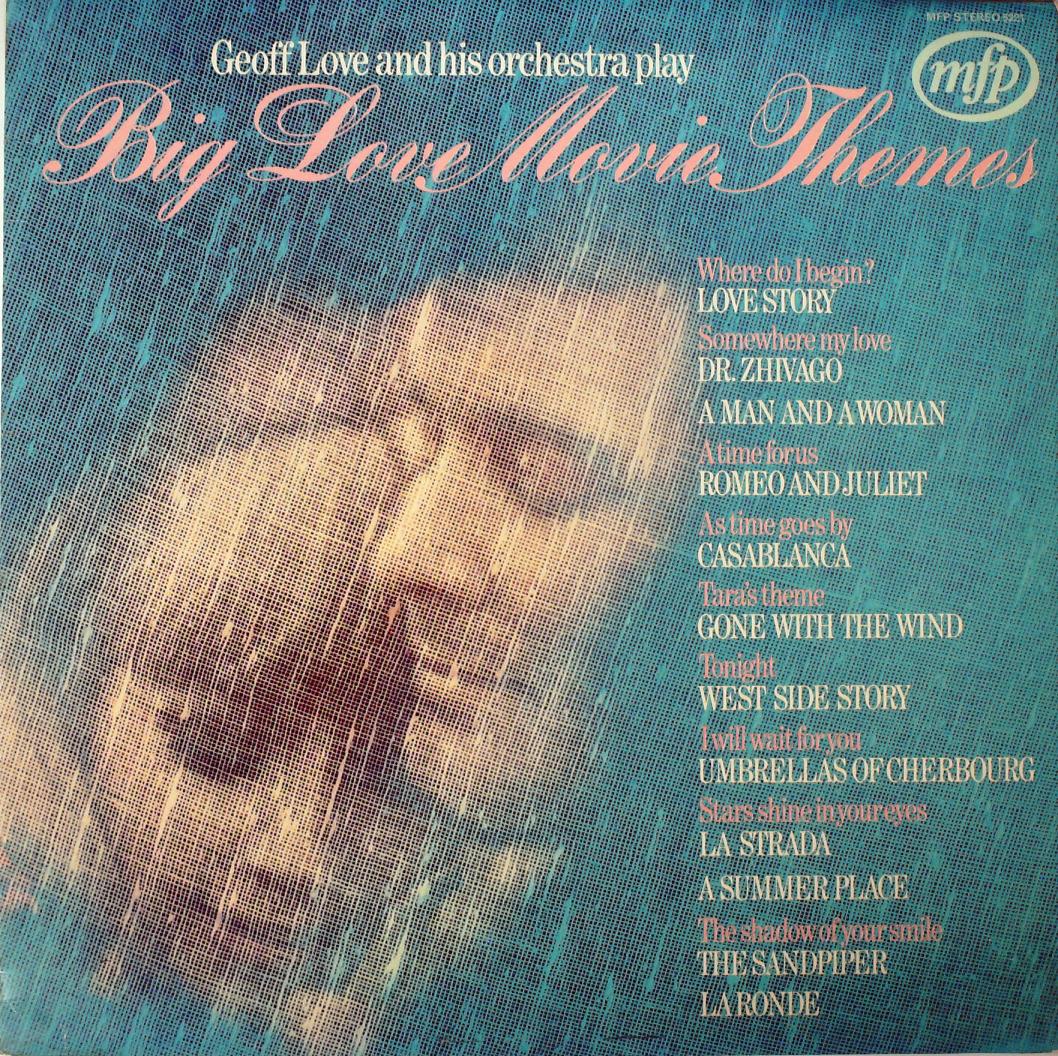 MFP STEREO 5221
mfp
Geoff Love and his orchestra play
Big Love Movie Themes
Where do I begin?
LOVE STORY
Somewhere my love
DR. ZHIVAGO
A MAN AND A WOMAN
A time for us
ROMEO AND JULIET
As time goes by
CASABLANCA
Tara's theme
GONE WITH THE WIND
Tonight
WEST SIDE STORY
I will wait for you
UMBRELLAS OF CHERBOURG
Stars shine in your eyes
LA STRADA
A SUMMER PLACE
The shadow of your smile
THE SANDPIPER
LA RONDE